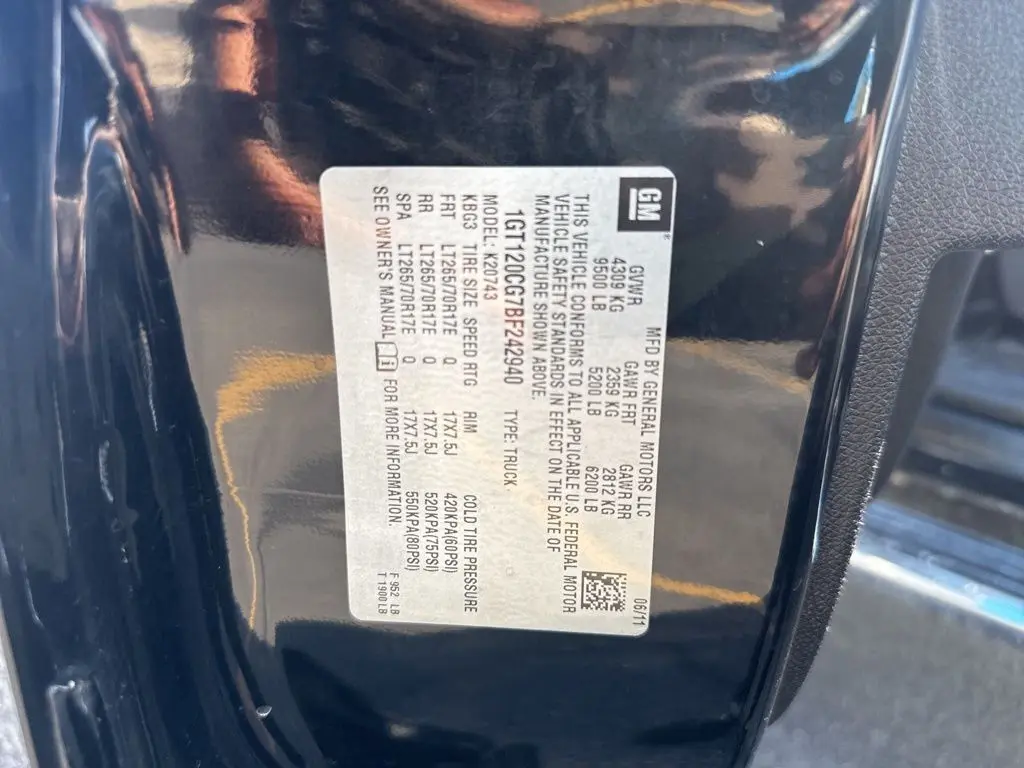 GM
MFD BY GENERAL MOTORS LLC 06/11
GVWR GAWR FRT GAWR RR
4309 KG 2359 KG 2812 KG
9500 LB 5200 LB 6200 LB
THIS VEHICLE CONFORMS TO ALL APPLICABLE U.S. FEDERAL MOTOR
VEHICLE SAFETY STANDARDS IN EFFECT ON THE DATE OF
MANUFACTURE SHOWN ABOVE.
1GT120CG7BF242940 TYPE: TRUCK
MODEL: K20743
KBG3 TIRE SIZE SPEED RTG RIM COLD TIRE PRESSURE
FRT LT265/70R17E Q 17X7.5J 420KPA(60PSI)
RR LT265/70R17E Q 17X7.5J 520KPA(75PSI)
SPA LT265/70R17E Q 17X7.5J 550KPA(80PSI)
SEE OWNER'S MANUAL i FOR MORE INFORMATION.
F 952 LB
T 1900 LB